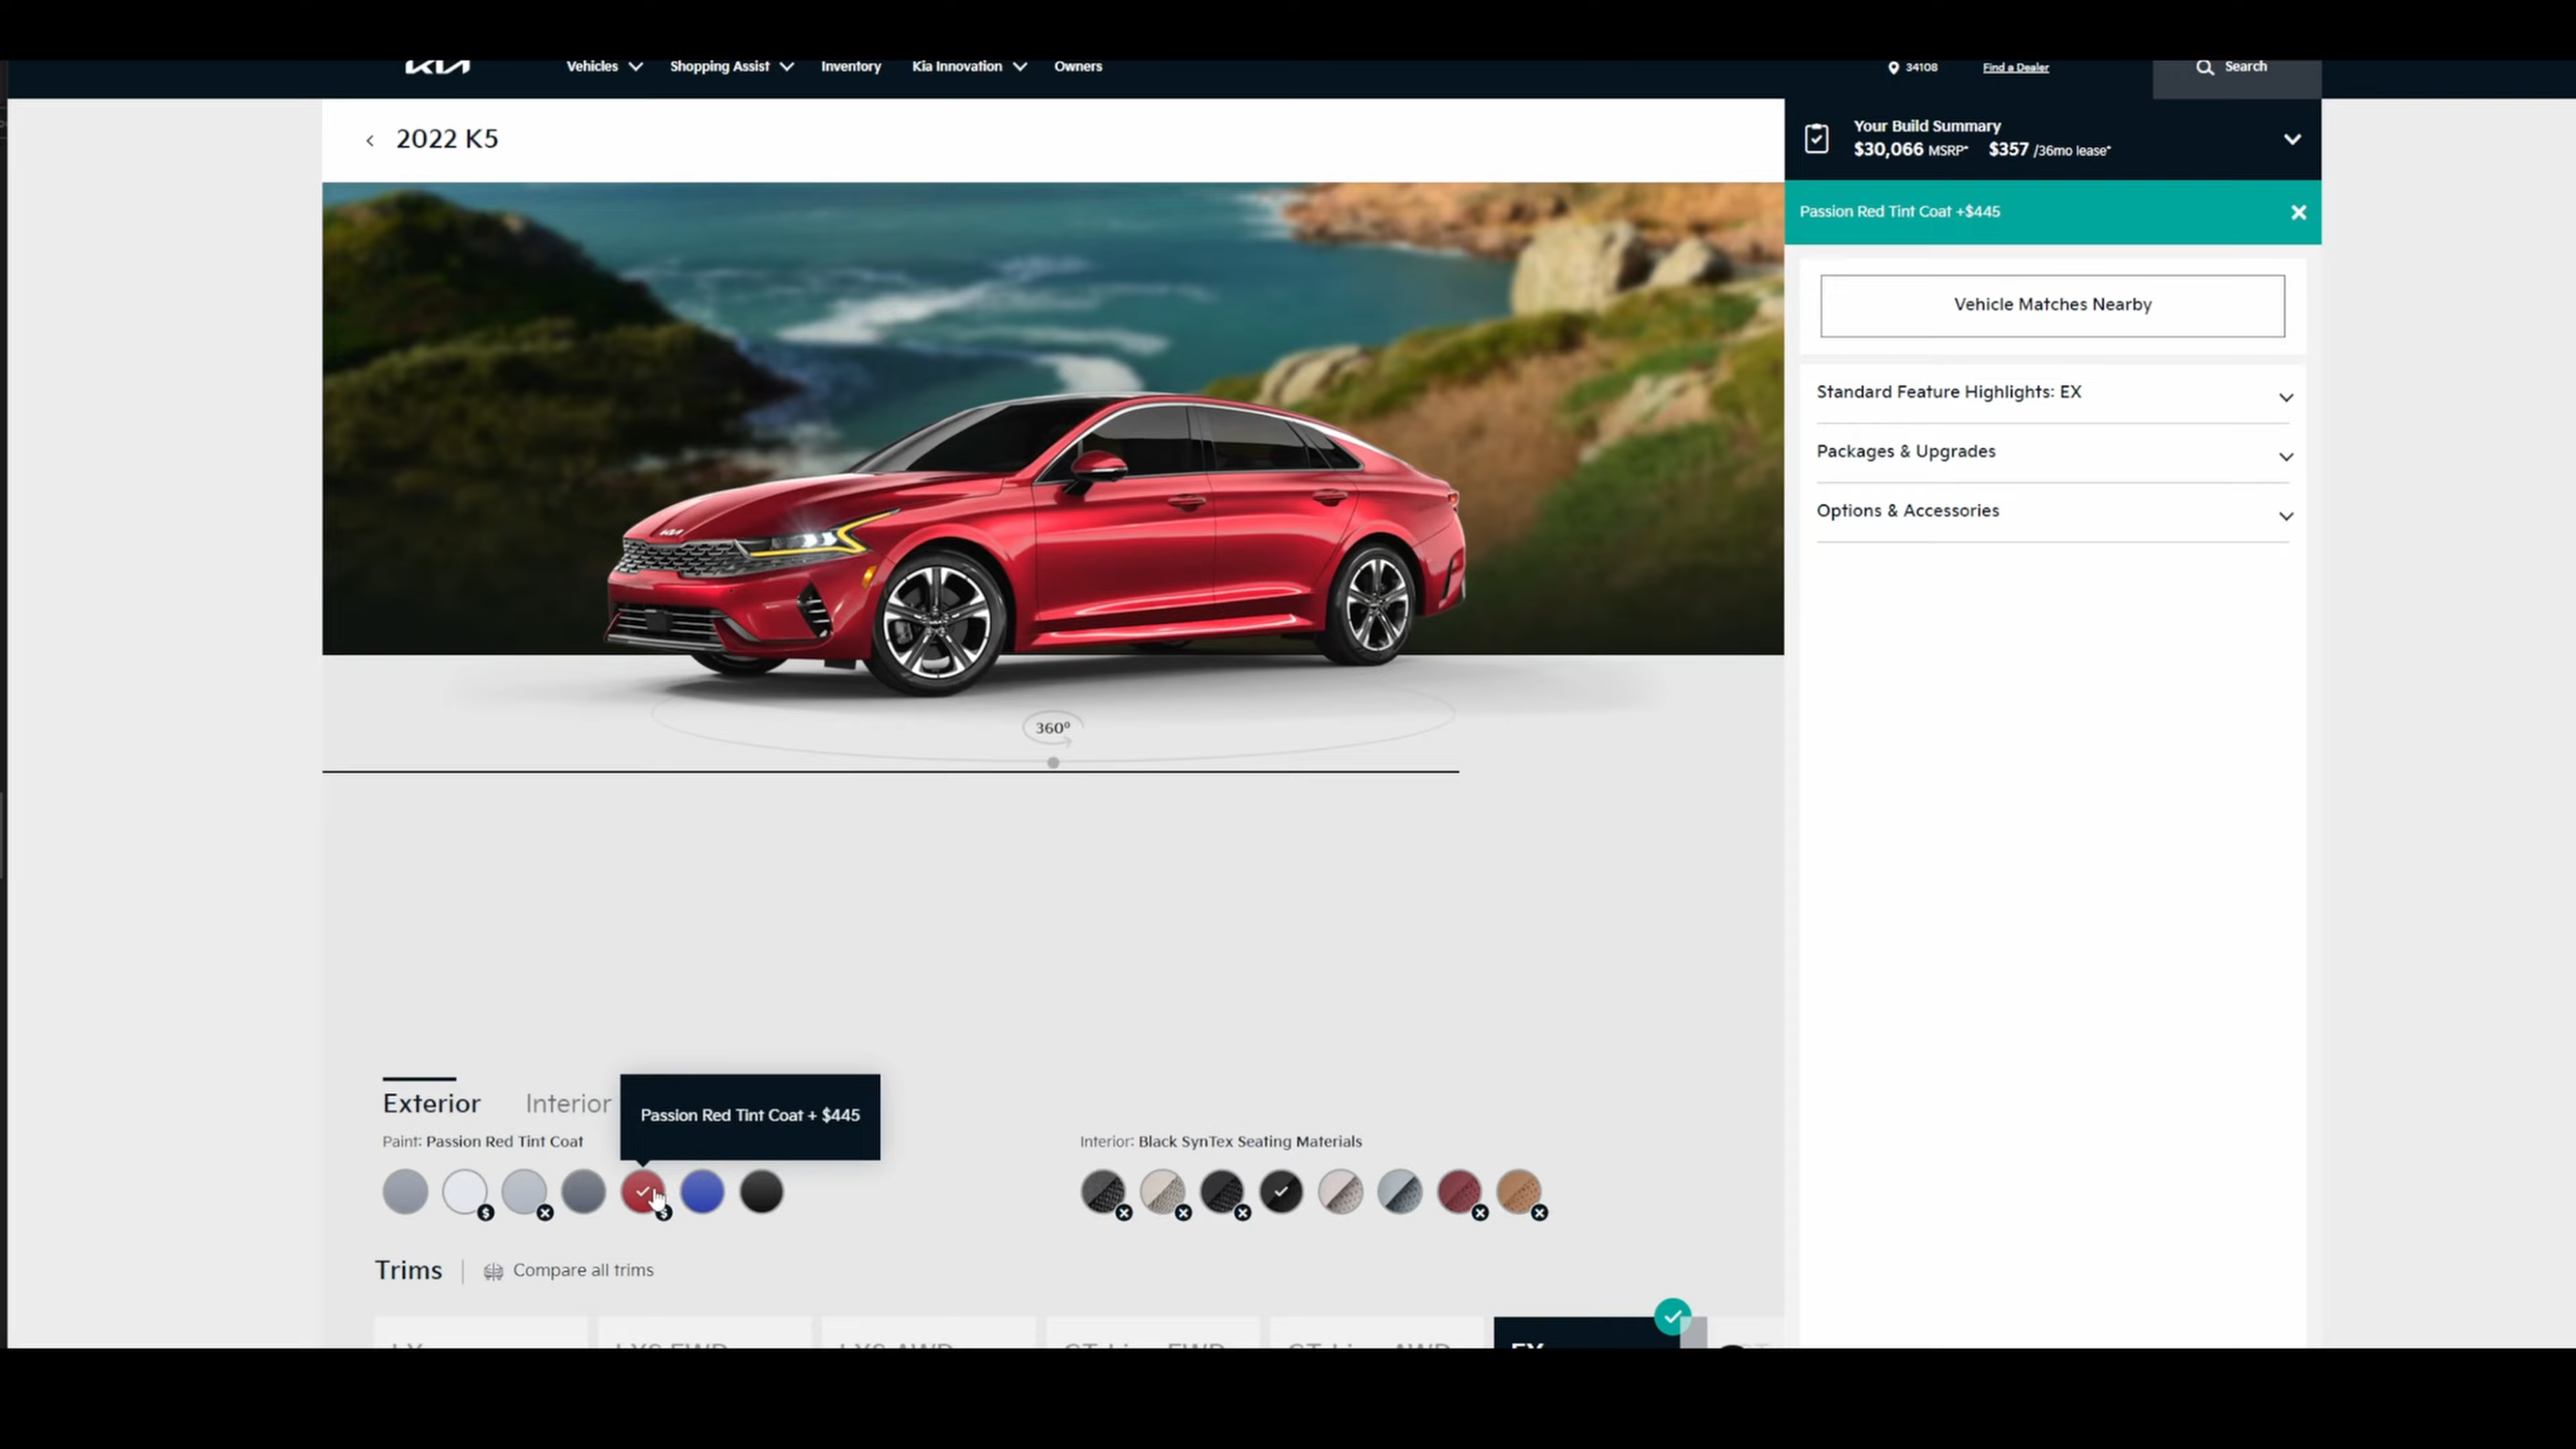 KIA
Vehicles
Shopping Assist
Inventory
Kia Innovation
Owners
34108
Find a Dealer
Search
2022 K5
Your Build Summary
$30,066 MSRP* $357 /36mo lease*
Passion Red Tint Coat +$445
Vehicle Matches Nearby
Standard Feature Highlights: EX
Packages & Upgrades
Options & Accessories
360°
Exterior
Interior
Passion Red Tint Coat + $445
Paint: Passion Red Tint Coat
Interior: Black SynTex Seating Materials
Trims
Compare all trims
EX